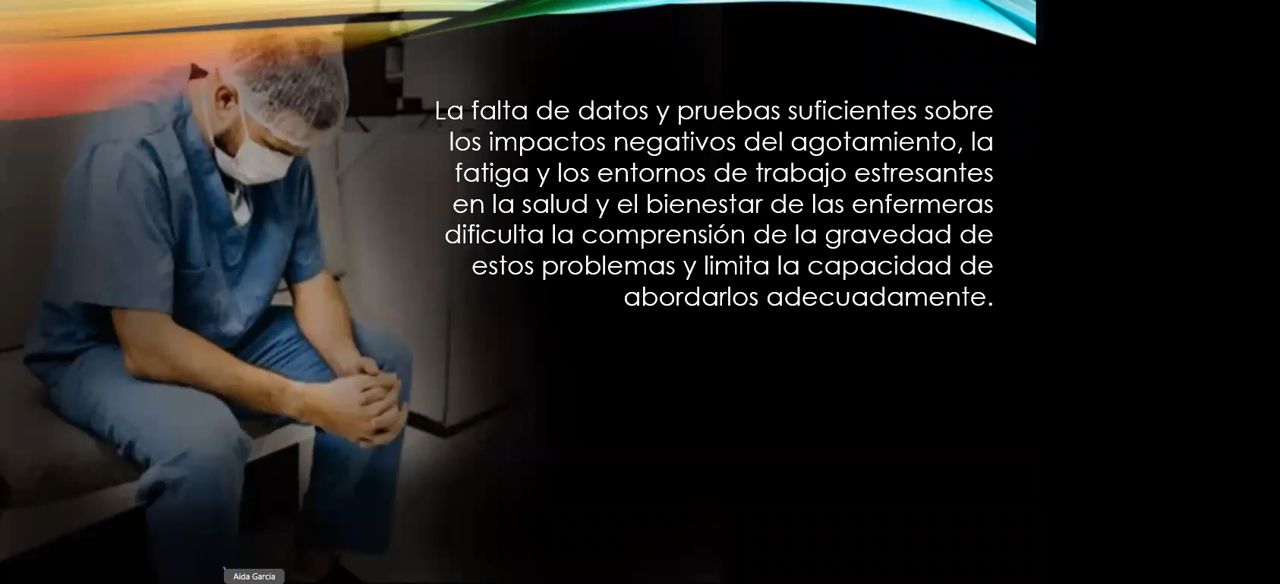 La falta de datos y pruebas suficientes sobre
los impactos negativos del agotamiento, la
fatiga y los entornos de trabajo estresantes
en la salud y el bienestar de las enfermeras
dificulta la comprensión de la gravedad de
estos problemas y limita la capacidad de
abordarlos adecuadamente.
Aida Garcia